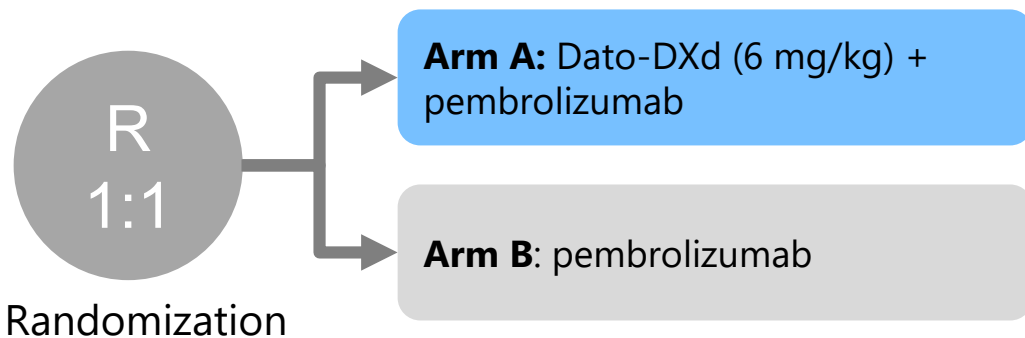 R
1:1
Randomization
Arm A: Dato-DXd (6 mg/kg) +
pembrolizumab
Arm B: pembrolizumab